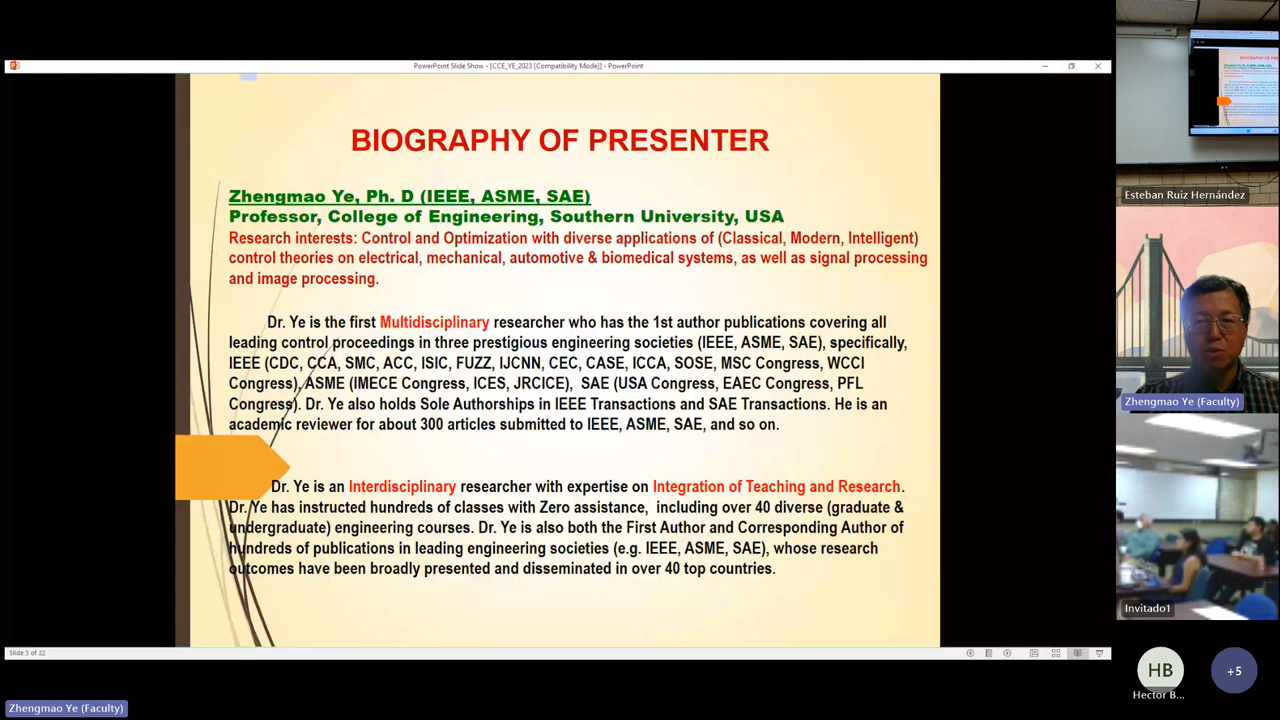 PowerPoint Slide Show - [CCE_YE_2023 [Compatibility Mode]] - PowerPoint
BIOGRAPHY OF PRESENTER
Zhengmao Ye, Ph. D (IEEE, ASME, SAE)
Professor, College of Engineering, Southern University, USA
Research interests: Control and Optimization with diverse applications of (Classical, Modern, Intelligent)
control theories on electrical, mechanical, automotive & biomedical systems, as well as signal processing
and image processing.
Dr. Ye is the first Multidisciplinary researcher who has the 1st author publications covering all
leading control proceedings in three prestigious engineering societies (IEEE, ASME, SAE), specifically,
IEEE (CDC, CCA, SMC, ACC, ISIC, FUZZ, IJCNN, CEC, CASE, ICCA, SOSE, MSC Congress, WCCI
Congress), ASME (IMECE Congress, ICES, JRCICE), SAE (USA Congress, EAEC Congress, PFL
Congress). Dr. Ye also holds Sole Authorships in IEEE Transactions and SAE Transactions. He is an
academic reviewer for about 300 articles submitted to IEEE, ASME, SAE, and so on.
Dr. Ye is an Interdisciplinary researcher with expertise on Integration of Teaching and Research.
Dr. Ye has instructed hundreds of classes with Zero assistance, including over 40 diverse (graduate &
undergraduate) engineering courses. Dr. Ye is also both the First Author and Corresponding Author of
hundreds of publications in leading engineering societies (e.g. IEEE, ASME, SAE), whose research
outcomes have been broadly presented and disseminated in over 40 top countries.
Slide 3 of 22
Zhengmao Ye (Faculty)
BIOGRAPHY OF PRE
Esteban Ruiz Hernández
Zhengmao Ye (Faculty)
Invitado1
HB
Hector B...
+5